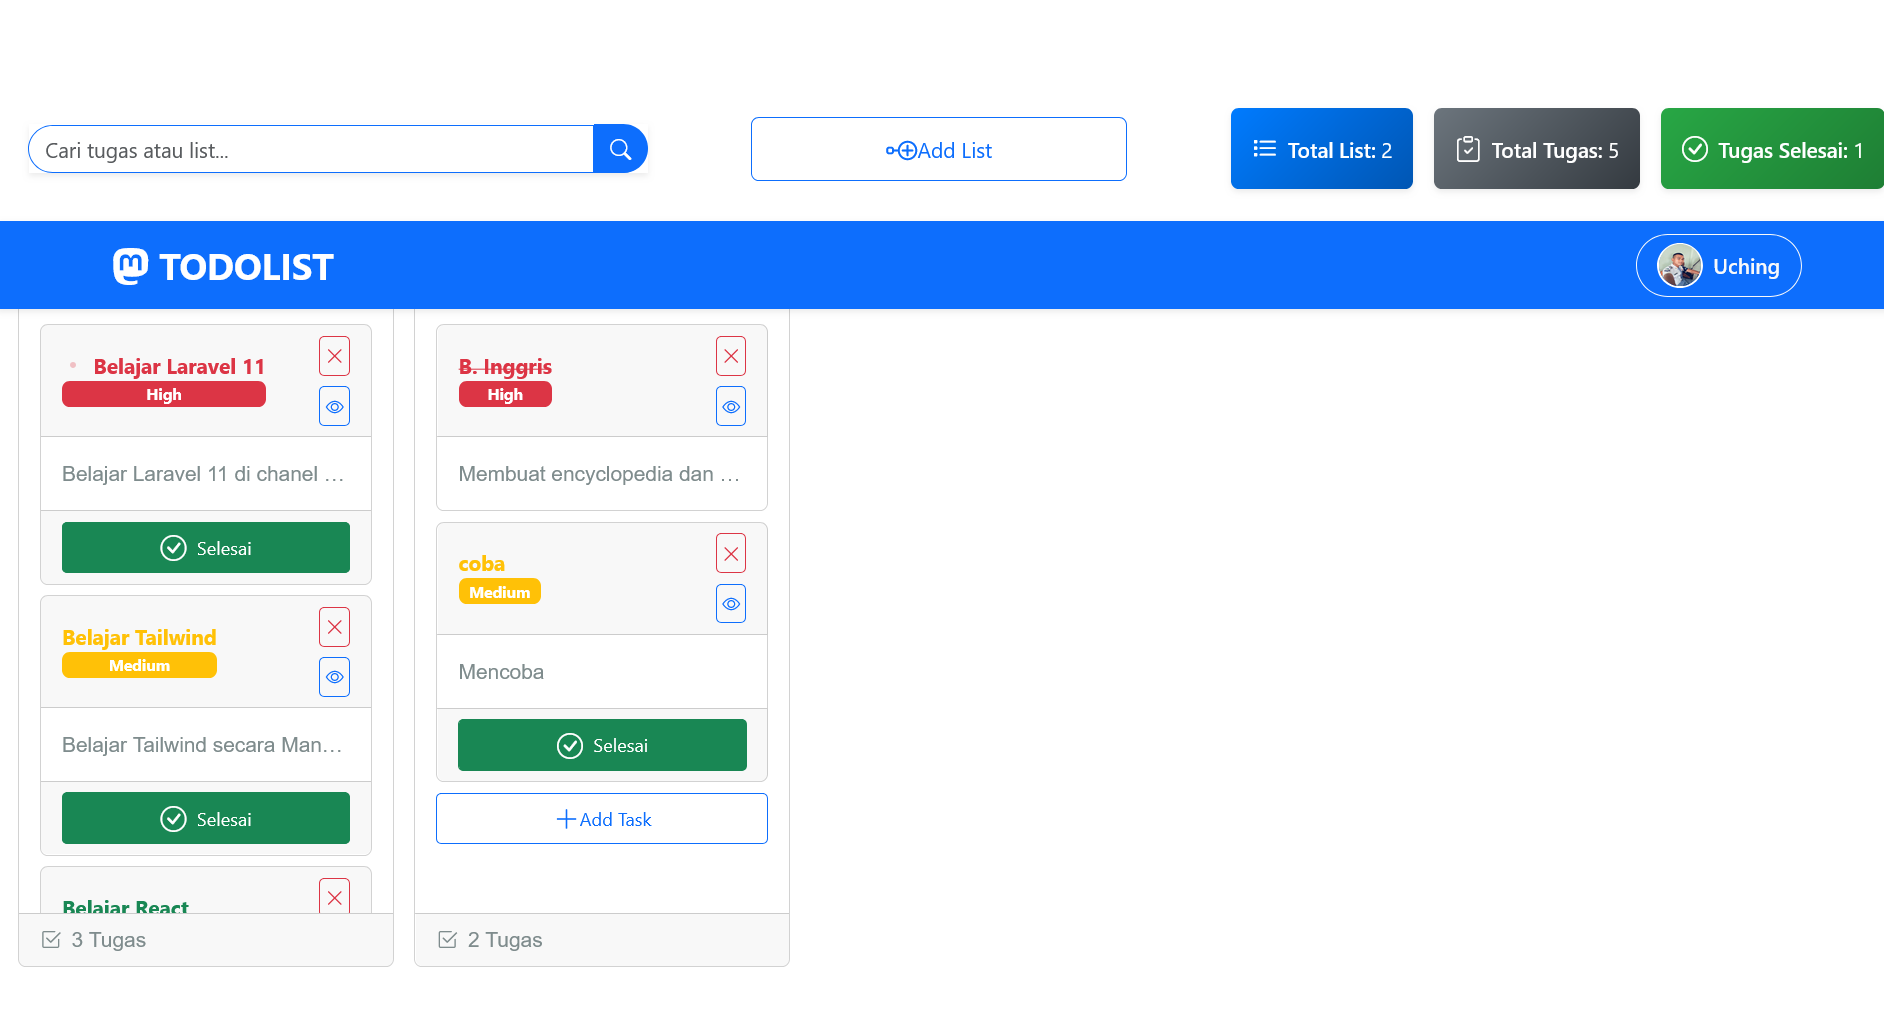 Cari tugas atau list...
Add List
Total List: 2
Total Tugas: 5
Tugas Selesai: 1
TODOLIST
Uching
Belajar Laravel 11
High
Belajar Laravel 11 di chanel ...
Selesai
Belajar Tailwind
Medium
Belajar Tailwind secara Man...
Selesai
Belajar React
3 Tugas
B. Inggris
High
Membuat encyclopedia dan ...
coba
Medium
Mencoba
Selesai
Add Task
2 Tugas